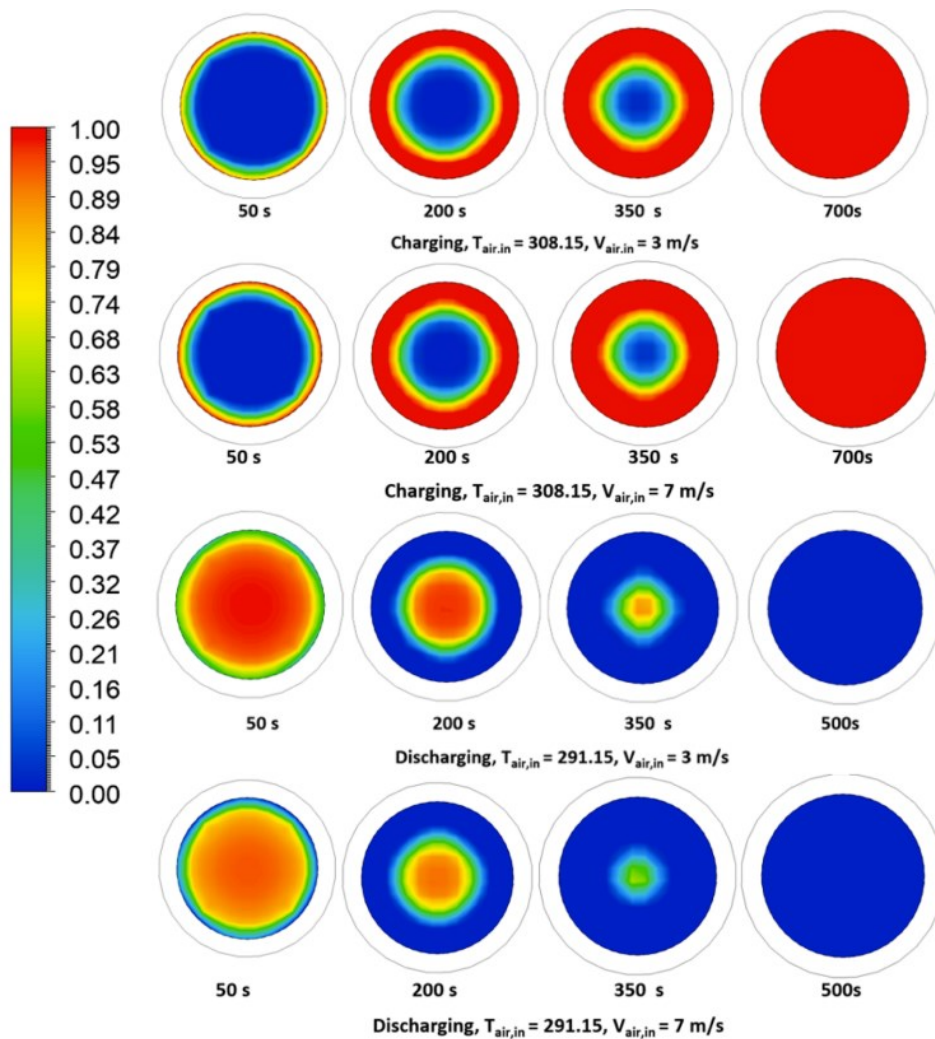 1.00
0.95
0.89
0.84
0.79
0.74
0.68
0.63
0.58
0.53
0.47
0.42
0.37
0.32
0.26
0.21
0.16
0.11
0.05
0.00
50 s 200 s 350 s 700s
Charging, Tair.in = 308.15, Vair.in = 3 m/s
50 s 200 s 350 s 700s
Charging, Tair,in = 308.15, Vair,in = 7 m/s
50 s 200 s 350 s 500s
Discharging, Tair,in = 291.15, Vair,in = 3 m/s
50 s 200 s 350 s 500s
Discharging, Tair,in = 291.15, Vair,in = 7 m/s